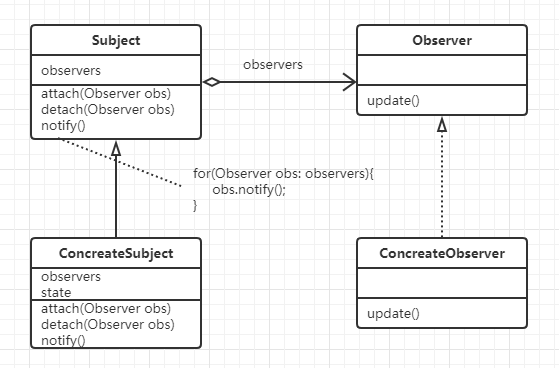 Subject
observers
attach(Observer obs)
detach(Observer obs)
notify()
observers
Observer
update()
for(Observer obs: observers){
obs.notify();
}
ConcreateSubject
observers
state
attach(Observer obs)
detach(Observer obs)
notify()
ConcreateObserver
update()